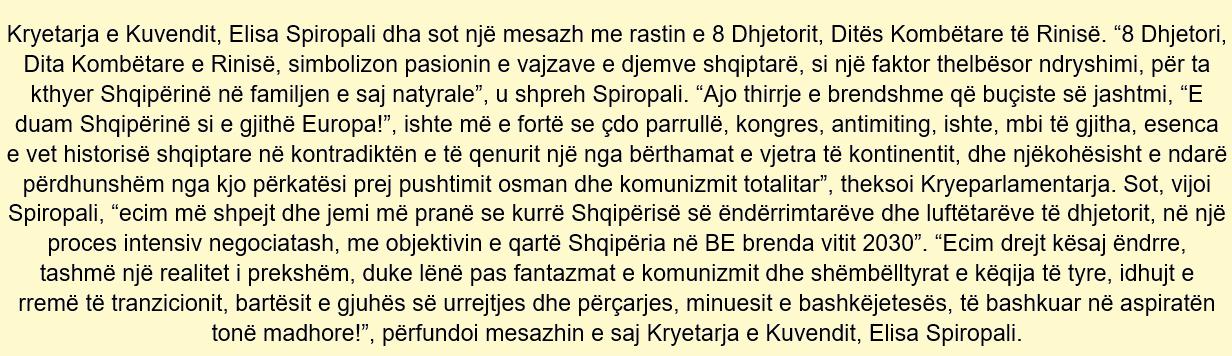 Kryetarja e Kuvendit, Elisa Spiropali dha sot një mesazh me rastin e 8 Dhjetorit, Ditës Kombëtare të Rinisë. “8 Dhjetori,
Dita Kombëtare e Rinisë, simbolizon pasionin e vajzave e djemve shqiptarë, si një faktor thelbësor ndryshimi, për ta
kthyer Shqipërinë në familjen e saj natyrale”, u shpreh Spiropali. “Ajo thirrje e brendshme që buçiste së jashtmi, “E
duam Shqipërinë si e gjithë Europa!”, ishte më e fortë se çdo parrullë, kongres, antimiting, ishte, mbi të gjitha, esenca
e vet historisë shqiptare në kontradiktën e të qenurit një nga bërthamat e vjetra të kontinentit, dhe njëkohësisht e ndarë
përdhunshëm nga kjo përkatësi prej pushtimit osman dhe komunizmit totalitar”, theksoi Kryeparlamentarja. Sot, vijoi
Spiropali, “ecim më shpejt dhe jemi më pranë se kurrë Shqipërisë së ëndërrimtarëve dhe luftëtarëve të dhjetorit, në një
proces intensiv negociatash, me objektivin e qartë Shqipëria në BE brenda vitit 2030”. “Ecim drejt kësaj ëndrre,
tashmë një realitet i prekshëm, duke lënë pas fantazmat e komunizmit dhe shëmbëlltyrat e këqija të tyre, idhujt e
rremë të tranzicionit, bartësit e gjuhës së urrejtjes dhe përçarjes, minuesit e bashkëjetesës, të bashkuar në aspiratën
tonë madhore!”, përfundoi mesazhin e saj Kryetarja e Kuvendit, Elisa Spiropali.